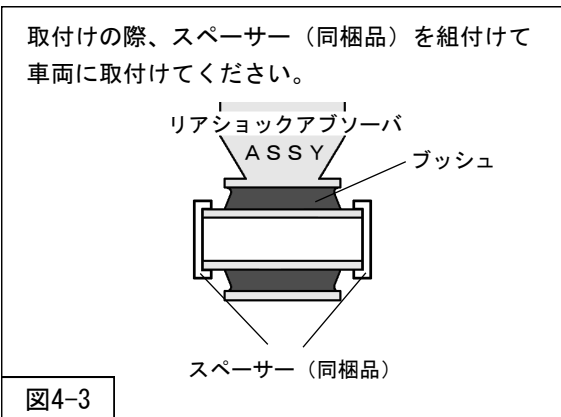 取付けの際、スペーサー（同梱品）を組付けて
車両に取付けてください。
リアショックアブソーバ
ＡＳＳＹ
ブッシュ
スペーサー（同梱品）
図4-3